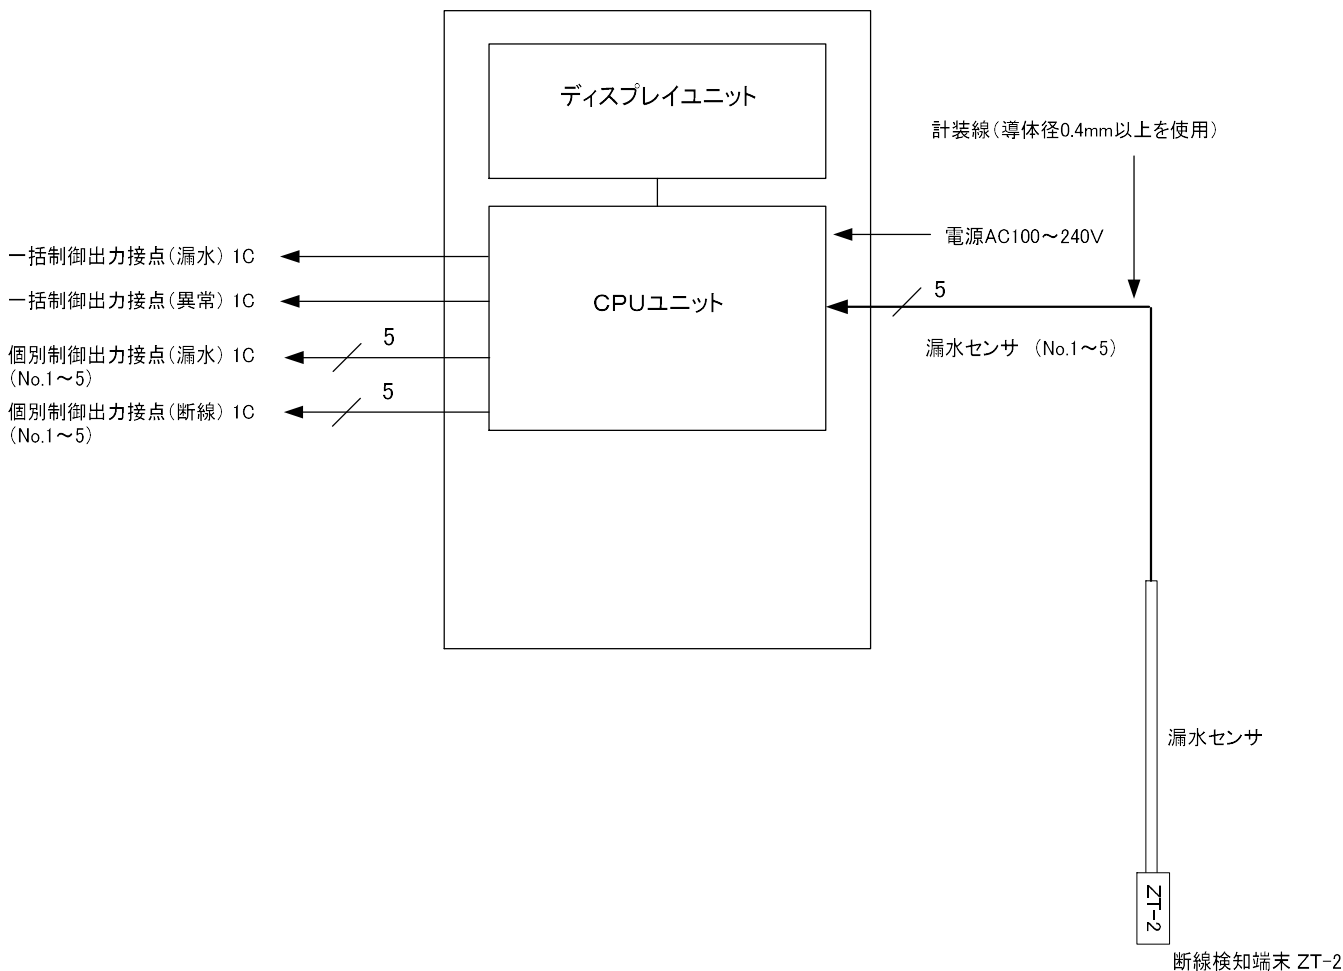 ディスプレイユニット
計装線（導体径0.4mm以上を使用）
電源AC100～240V
一括制御出力接点（漏水） 1C
一括制御出力接点（異常） 1C
CPUユニット
5
漏水センサ （No.1～5）
5
個別制御出力接点（漏水） 1C
（No.1～5）
5
個別制御出力接点（断線） 1C
（No.1～5）
漏水センサ
ZT-2
断線検知端末 ZT-2